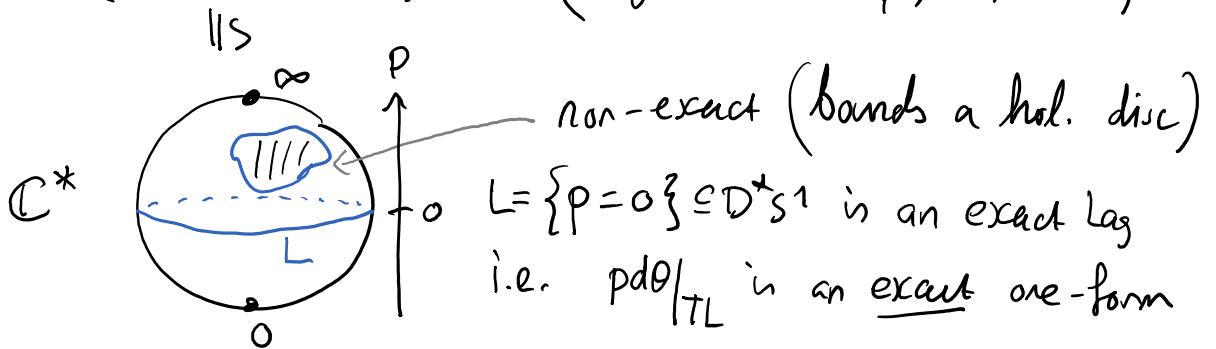 ||S
∞
P
non-exact (bounds a hol. disc)
ℂ*
0
L = {p=0} ⊆ D*S¹ is an exact Lag
L
i.e. pdθ|_TL is an exact one-form
0